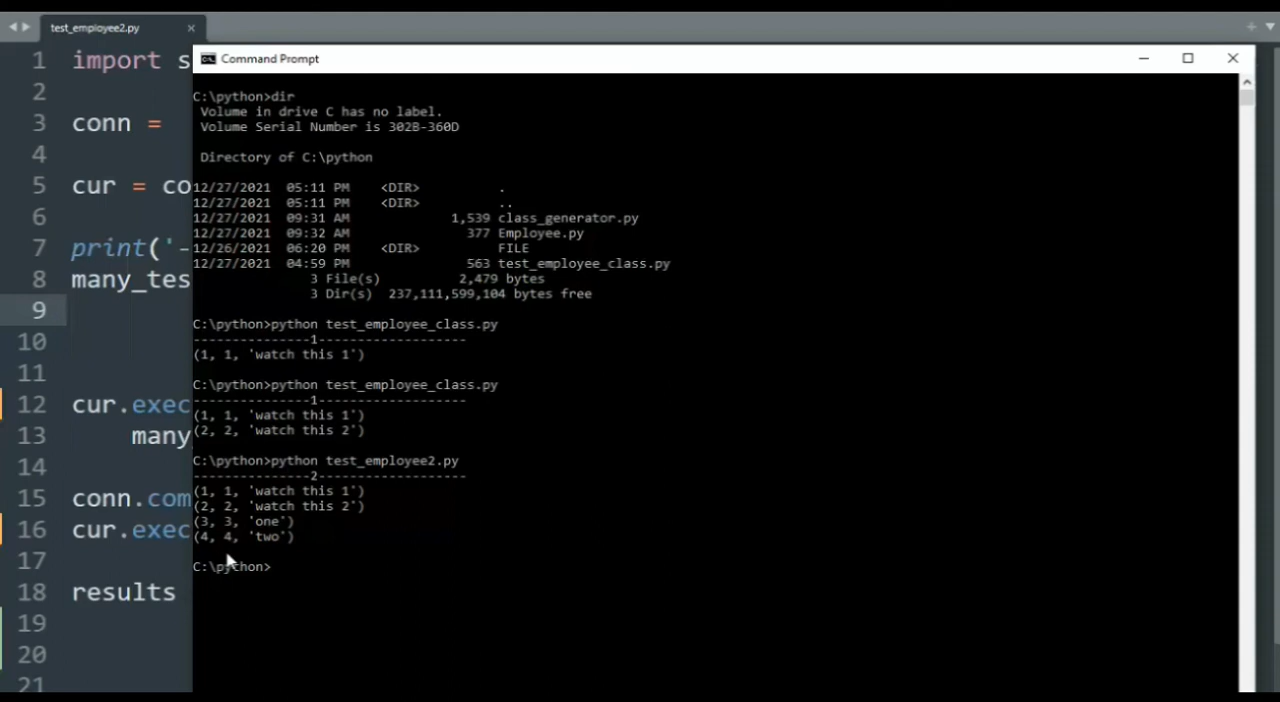 test_employee2.py
Command Prompt
1 import s
2
3 conn =
4
5 cur = co
6
7 print('-
8 many_tes
9
10
11
12 cur.exec
13 many
14
15 conn.com
16 cur.exec
17
18 results
19
20
21
C:\python>dir
Volume in drive C has no label.
Volume Serial Number is 302B-360D
Directory of C:\python
12/27/2021 05:11 PM <DIR> .
12/27/2021 05:11 PM <DIR> ..
12/27/2021 09:31 AM 1,539 class_generator.py
12/27/2021 09:32 AM 377 Employee.py
12/26/2021 06:20 PM <DIR> FILE
12/27/2021 04:59 PM 563 test_employee_class.py
3 File(s) 2,479 bytes
3 Dir(s) 237,111,599,104 bytes free
C:\python>python test_employee_class.py
---------------1-------------------
(1, 1, 'watch this 1')
C:\python>python test_employee_class.py
---------------1-------------------
(1, 1, 'watch this 1')
(2, 2, 'watch this 2')
C:\python>python test_employee2.py
---------------2-------------------
(1, 1, 'watch this 1')
(2, 2, 'watch this 2')
(3, 3, 'one')
(4, 4, 'two')
C:\python>